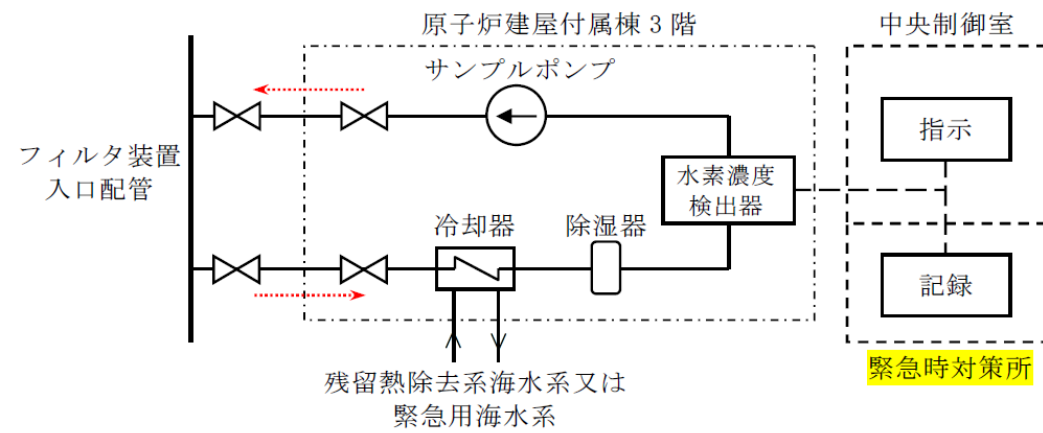 原子炉建屋付属棟 3 階
中央制御室
サンプルポンプ
指示
フィルタ装置
入口配管
水素濃度
検出器
冷却器
除湿器
記録
緊急時対策所
残留熱除去系海水系又は
緊急用海水系